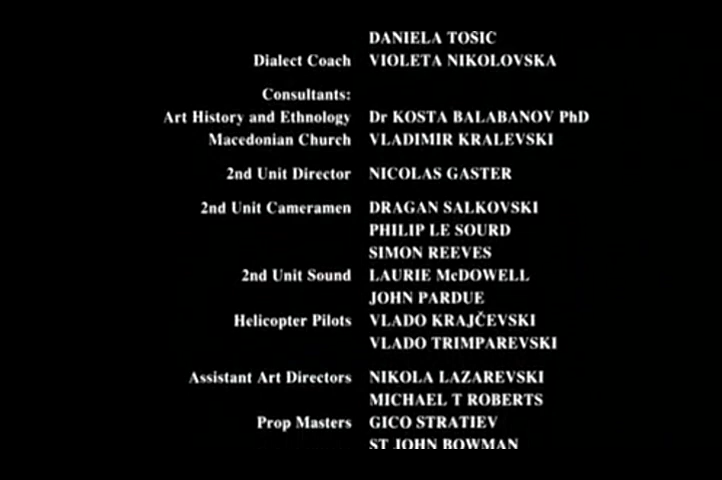 DANIELA TOSIC
Dialect Coach VIOLETA NIKOLOVSKA
Consultants:
Art History and Ethnology Dr KOSTA BALABANOV PhD
Macedonian Church VLADIMIR KRALEVSKI
2nd Unit Director NICOLAS GASTER
2nd Unit Cameramen DRAGAN SALKOVSKI
PHILIP LE SOURD
SIMON REEVES
2nd Unit Sound LAURIE McDOWELL
JOHN PARDUE
Helicopter Pilots VLADO KRAJČEVSKI
VLADO TRIMPAREVSKI
Assistant Art Directors NIKOLA LAZAREVSKI
MICHAEL T ROBERTS
Prop Masters GICO STRATIEV
ST JOHN BOWMAN